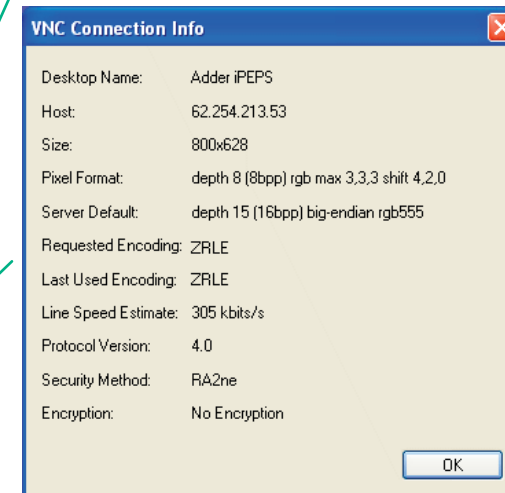 VNC Connection Info
Desktop Name: Adder iPEPS
Host: 62.254.213.53
Size: 800x628
Pixel Format: depth 8 (8bpp) rgb max 3,3,3 shift 4,2,0
Server Default: depth 15 (16bpp) big-endian rgb555
Requested Encoding: ZRLE
Last Used Encoding: ZRLE
Line Speed Estimate: 305 kbits/s
Protocol Version: 4.0
Security Method: RA2ne
Encryption: No Encryption
OK